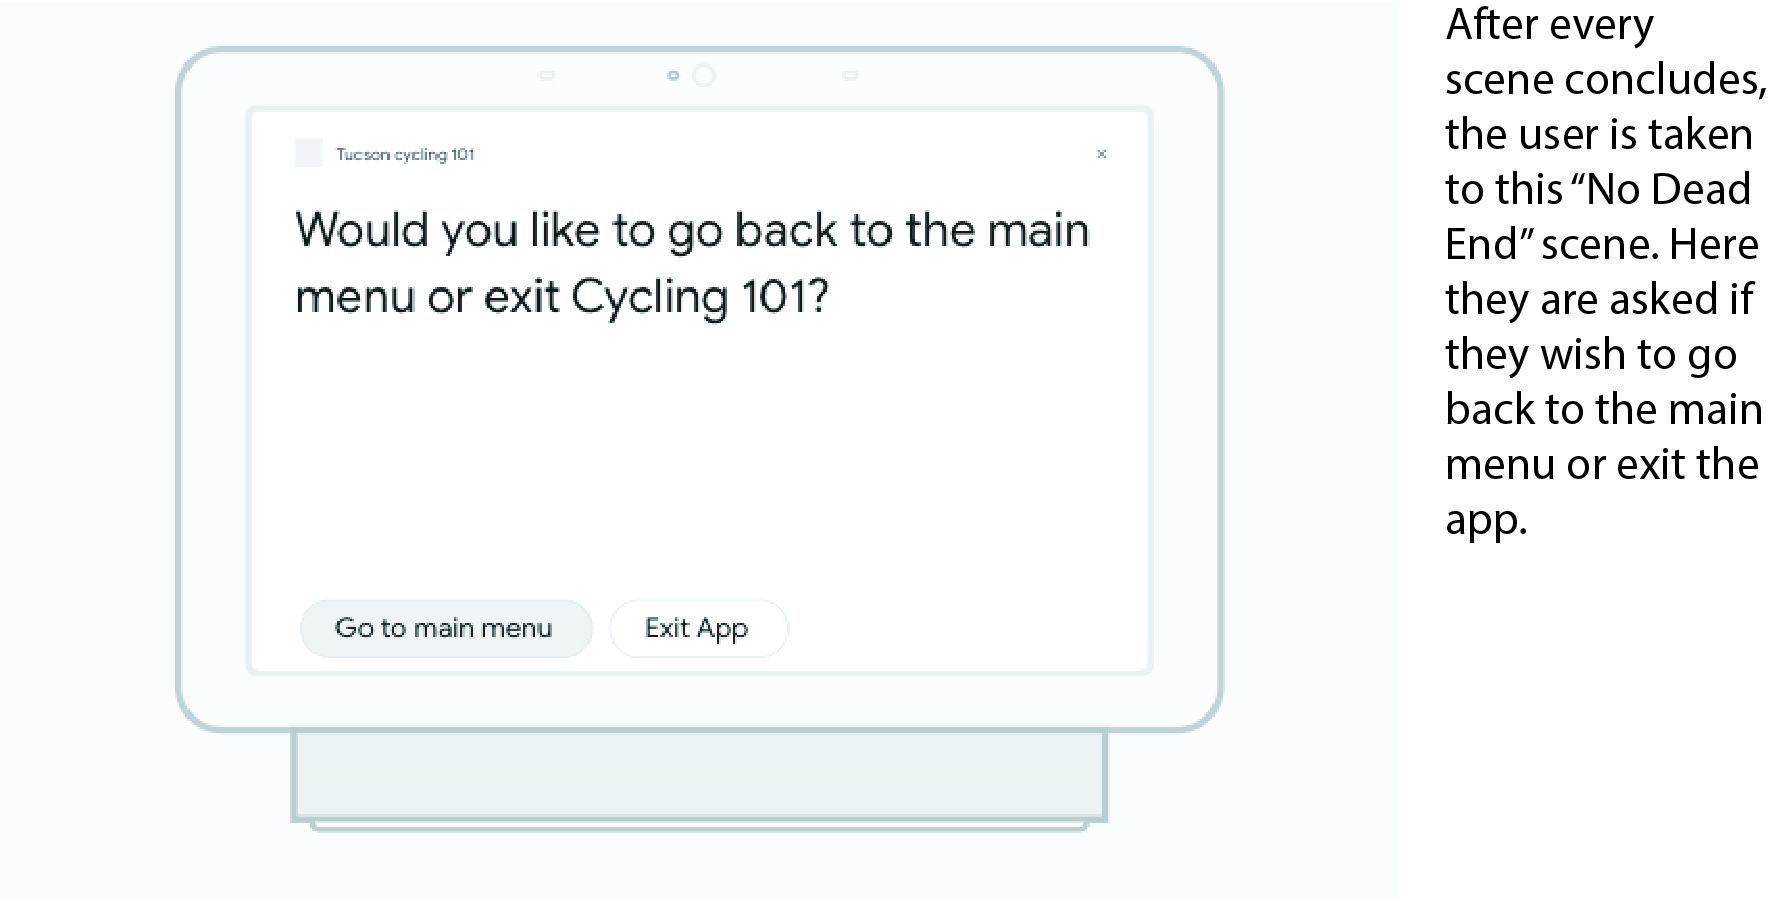 Tucson cycling 101
×
Would you like to go back to the main
menu or exit Cycling 101?
Go to main menu
Exit App
After every
scene concludes,
the user is taken
to this “No Dead
End” scene. Here
they are asked if
they wish to go
back to the main
menu or exit the
app.